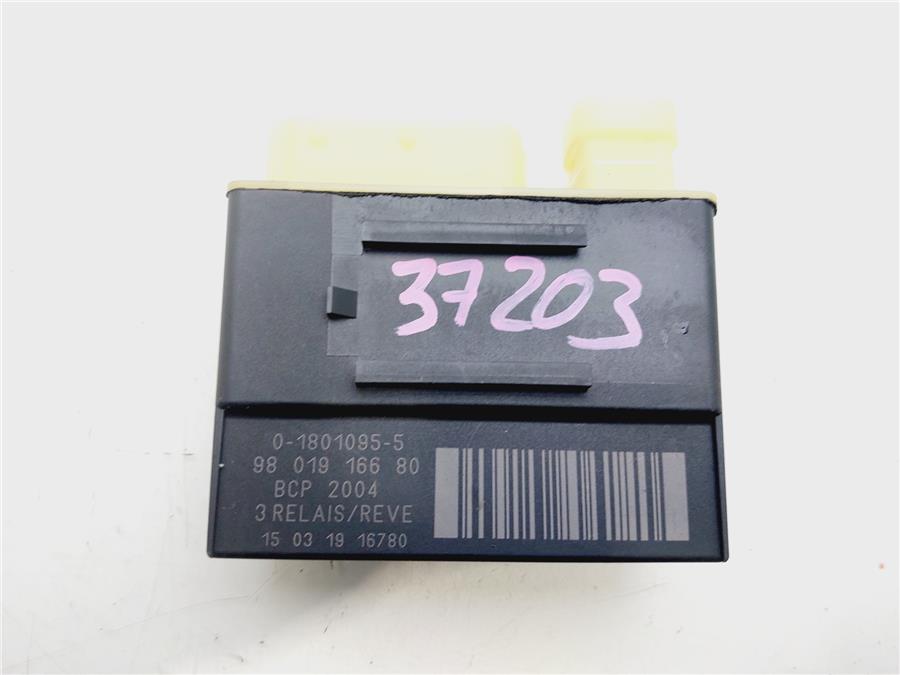 37203
0-1801095-5
98 019 166 80
BCP 2004
3 RELAIS/REVE
15 03 19 16780